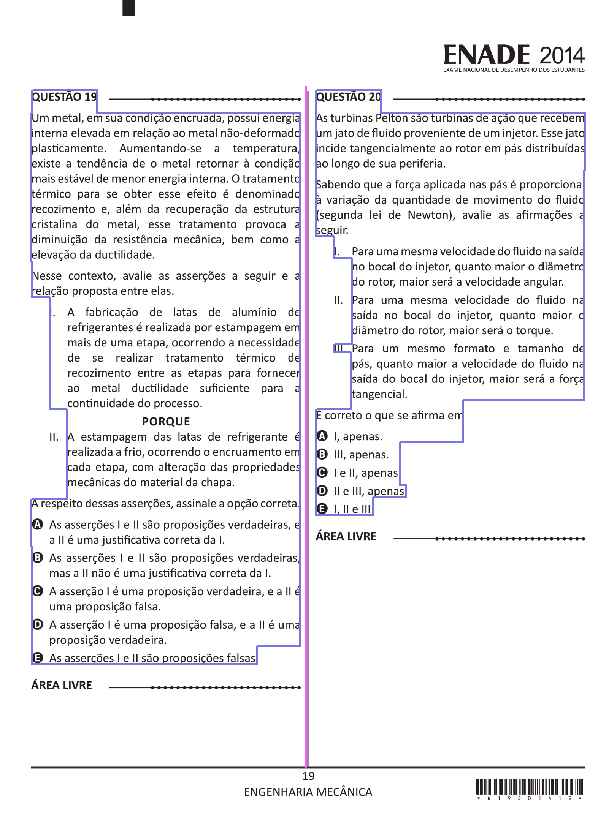 ENADE 2014
EXAME NACIONAL DE DESEMPENHO DOS ESTUDANTES
QUESTÃO 19
Um metal, em sua condição encruada, possui energia
interna elevada em relação ao metal não-deformado
plasticamente. Aumentando-se a temperatura,
existe a tendência de o metal retornar à condição
mais estável de menor energia interna. O tratamento
térmico para se obter esse efeito é denominado
recozimento e, além da recuperação da estrutura
cristalina do metal, esse tratamento provoca a
diminuição da resistência mecânica, bem como a
elevação da ductilidade.
Nesse contexto, avalie as asserções a seguir e a
relação proposta entre elas.
I. A fabricação de latas de alumínio de
refrigerantes é realizada por estampagem em
mais de uma etapa, ocorrendo a necessidade
de se realizar tratamento térmico de
recozimento entre as etapas para fornecer
ao metal ductilidade suficiente para a
continuidade do processo.
PORQUE
II. A estampagem das latas de refrigerante é
realizada a frio, ocorrendo o encruamento em
cada etapa, com alteração das propriedades
mecânicas do material da chapa.
A respeito dessas asserções, assinale a opção correta.
A As asserções I e II são proposições verdadeiras, e
a II é uma justificativa correta da I.
B As asserções I e II são proposições verdadeiras,
mas a II não é uma justificativa correta da I.
C A asserção I é uma proposição verdadeira, e a II é
uma proposição falsa.
D A asserção I é uma proposição falsa, e a II é uma
proposição verdadeira.
E As asserções I e II são proposições falsas.
ÁREA LIVRE
QUESTÃO 20
As turbinas Pelton são turbinas de ação que recebem
um jato de fluido proveniente de um injetor. Esse jato
incide tangencialmente ao rotor em pás distribuídas
ao longo de sua periferia.
Sabendo que a força aplicada nas pás é proporcional
à variação da quantidade de movimento do fluido
(segunda lei de Newton), avalie as afirmações a
seguir.
I. Para uma mesma velocidade do fluido na saída
no bocal do injetor, quanto maior o diâmetro
do rotor, maior será a velocidade angular.
II. Para uma mesma velocidade do fluido na
saída no bocal do injetor, quanto maior o
diâmetro do rotor, maior será o torque.
III. Para um mesmo formato e tamanho de
pás, quanto maior a velocidade do fluido na
saída do bocal do injetor, maior será a força
tangencial.
É correto o que se afirma em
A I, apenas.
B III, apenas.
C I e II, apenas.
D II e III, apenas.
E I, II e III.
ÁREA LIVRE
19
ENGENHARIA MECÂNICA